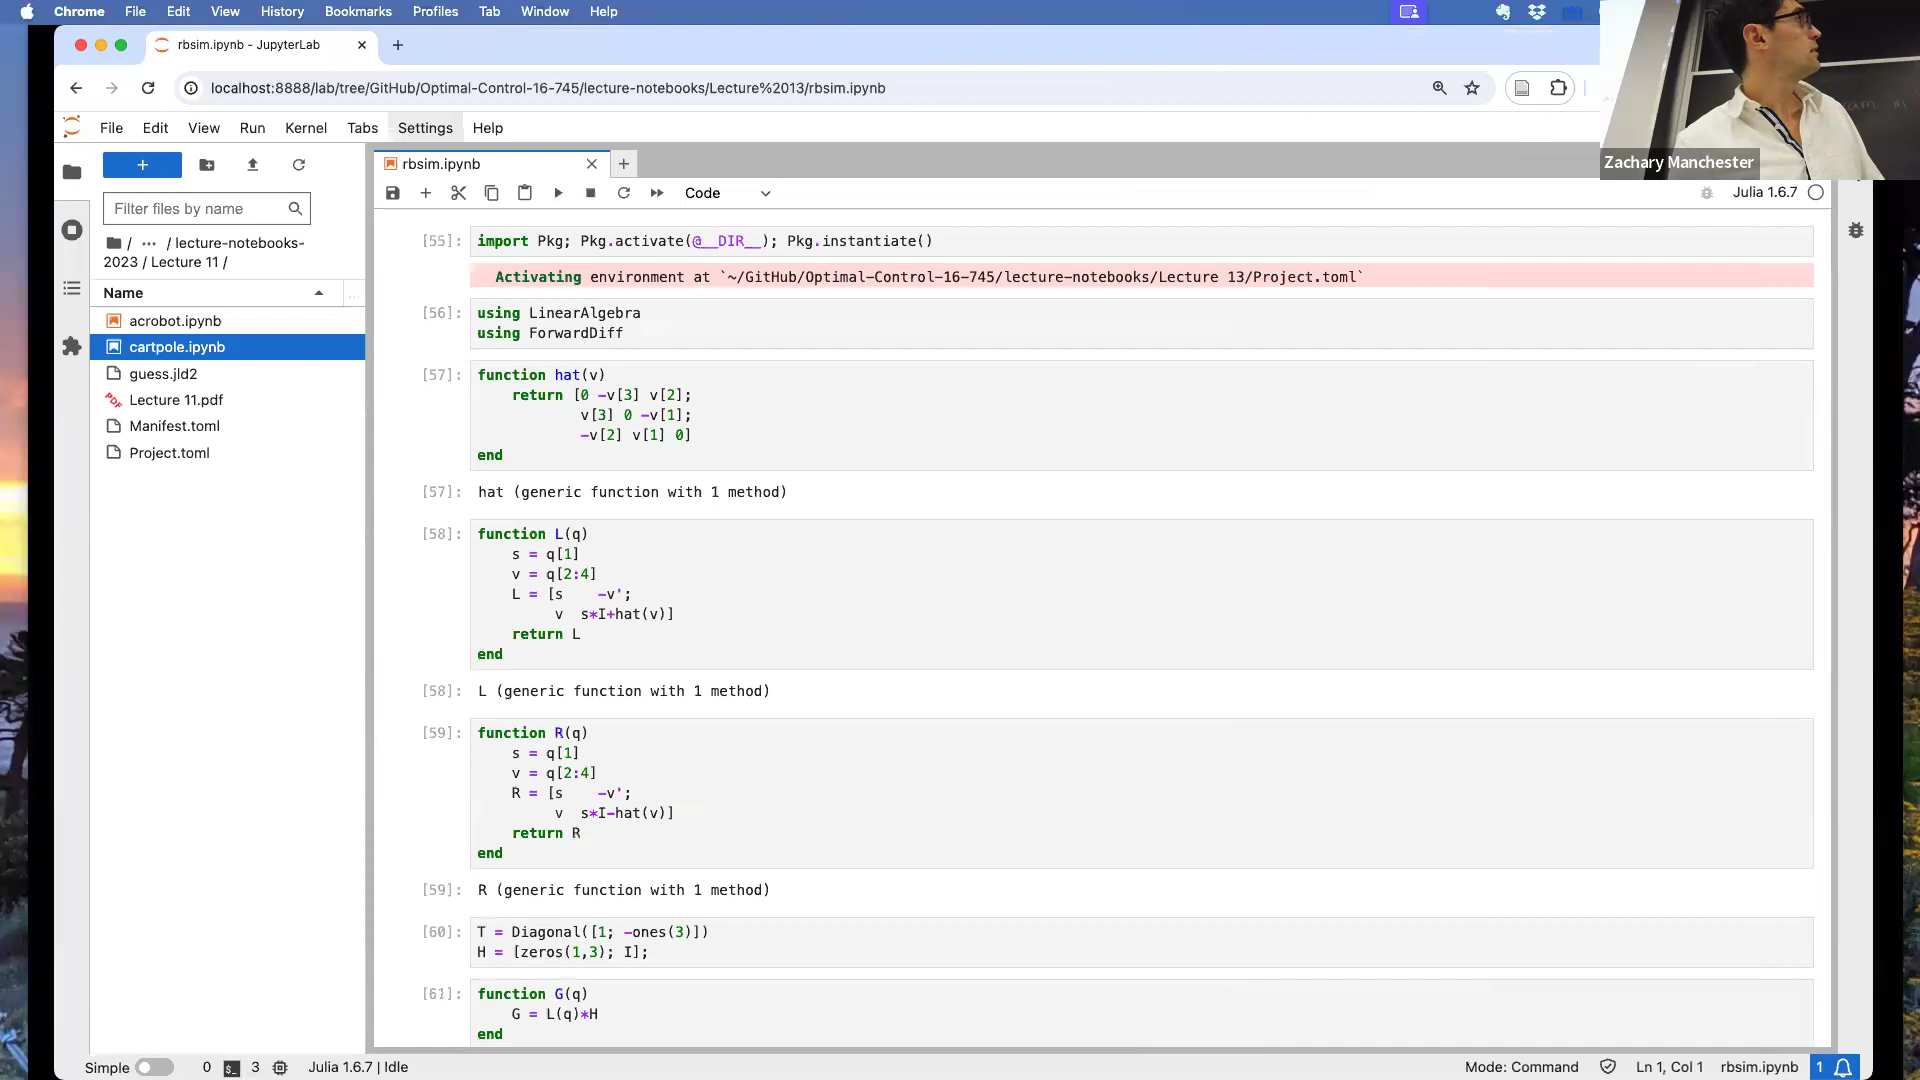 Chrome File Edit View History Bookmarks Profiles Tab Window Help
rbsim.ipynb - JupyterLab
localhost:8888/lab/tree/GitHub/Optimal-Control-16-745/lecture-notebooks/Lecture%2013/rbsim.ipynb
Zachary Manchester
File Edit View Run Kernel Tabs Settings Help
rbsim.ipynb
Code
Julia 1.6.7
Filter files by name
/ ··· / lecture-notebooks-
2023 / Lecture 11 /
Name
acrobot.ipynb
cartpole.ipynb
guess.jld2
Lecture 11.pdf
Manifest.toml
Project.toml
[55]: import Pkg; Pkg.activate(@__DIR__); Pkg.instantiate()
Activating environment at `~/GitHub/Optimal-Control-16-745/lecture-notebooks/Lecture 13/Project.toml`
[56]: using LinearAlgebra
using ForwardDiff
[57]: function hat(v)
return [0 -v[3] v[2];
v[3] 0 -v[1];
-v[2] v[1] 0]
end
[57]: hat (generic function with 1 method)
[58]: function L(q)
s = q[1]
v = q[2:4]
L = [s -v';
v s*I+hat(v)]
return L
end
[58]: L (generic function with 1 method)
[59]: function R(q)
s = q[1]
v = q[2:4]
R = [s -v';
v s*I-hat(v)]
return R
end
[59]: R (generic function with 1 method)
[60]: T = Diagonal([1; -ones(3)])
H = [zeros(1,3); I];
[61]: function G(q)
G = L(q)*H
end
Simple 0 3 Julia 1.6.7 | Idle Mode: Command Ln 1, Col 1 rbsim.ipynb 1